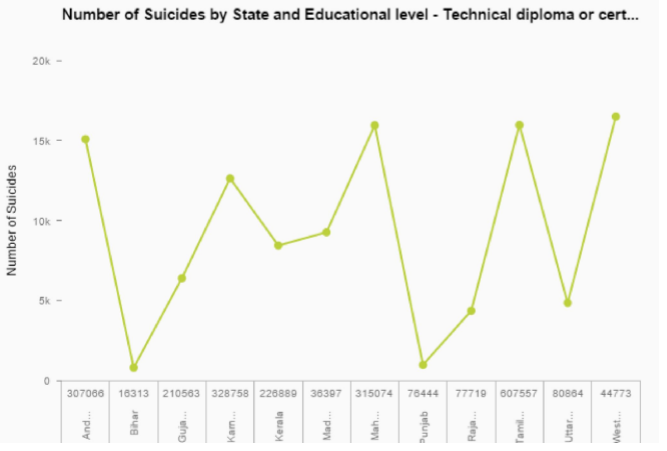 Number of Suicides by State and Educational level - Technical diploma or cert...
20k
15k
10k
5k
0
Number of Suicides
307066 16313 210563 328758 226889 36397 315074 76444 77719 607557 80864 44773
And... Bihar Guja... Karn... Kerala Mad... Mah... Punjab Raja... Tamil... Uttar... West...